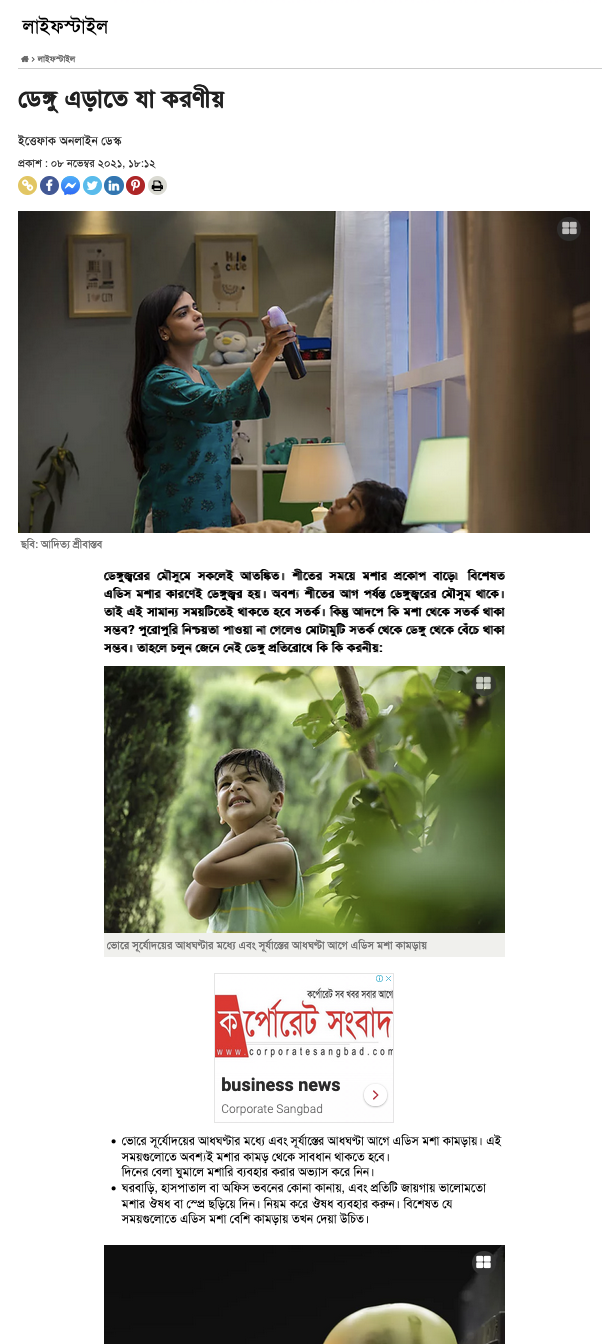 লাইফস্টাইল
লাইফস্টাইল
ডেঙ্গু এড়াতে যা করণীয়
ইত্তেফাক অনলাইন ডেস্ক
প্রকাশ : ০৮ নভেম্বর ২০২১, ১৮:১২
Hello
cutie
ছবি: আদিত্য শ্রীবাস্তব
ডেঙ্গুজ্বরের মৌসুমে সকলেই আতঙ্কিত। শীতের সময়ে মশার প্রকোপ বাড়ে। বিশেষত
এডিস মশার কারণেই ডেঙ্গুজ্বর হয়। অবশ্য শীতের আগ পর্যন্ত ডেঙ্গুজ্বরের মৌসুম থাকে।
তাই এই সামান্য সময়টিতেই থাকতে হবে সতর্ক। কিন্তু আদপে কি মশা থেকে সতর্ক থাকা
সম্ভব? পুরোপুরি নিশ্চয়তা পাওয়া না গেলেও মোটামুটি সতর্ক থেকে ডেঙ্গু থেকে বেঁচে থাকা
সম্ভব। তাহলে চলুন জেনে নেই ডেঙ্গু প্রতিরোধে কি কি করনীয়:
ভোরে সূর্যোদয়ের আধঘণ্টার মধ্যে এবং সূর্যাস্তের আধঘণ্টা আগে এডিস মশা কামড়ায়
কর্পোরেট সব খবর সবার আগে
কর্পোরেট সংবাদ
www.corporatesangbad.com
business news
Corporate Sangbad
• ভোরে সূর্যোদয়ের আধঘণ্টার মধ্যে এবং সূর্যাস্তের আধঘণ্টা আগে এডিস মশা কামড়ায়। এই
সময়গুলোতে অবশ্যই মশার কামড় থেকে সাবধান থাকতে হবে।
দিনের বেলা ঘুমালে মশারি ব্যবহার করার অভ্যাস করে নিন।
• ঘরবাড়ি, হাসপাতাল বা অফিস ভবনের কোনা কানায়, এবং প্রতিটি জায়গায় ভালোমতো
মশার ঔষধ বা স্প্রে ছড়িয়ে দিন। নিয়ম করে ঔষধ ব্যবহার করুন। বিশেষত যে
সময়গুলোতে এডিস মশা বেশি কামড়ায় তখন দেয়া উচিত।